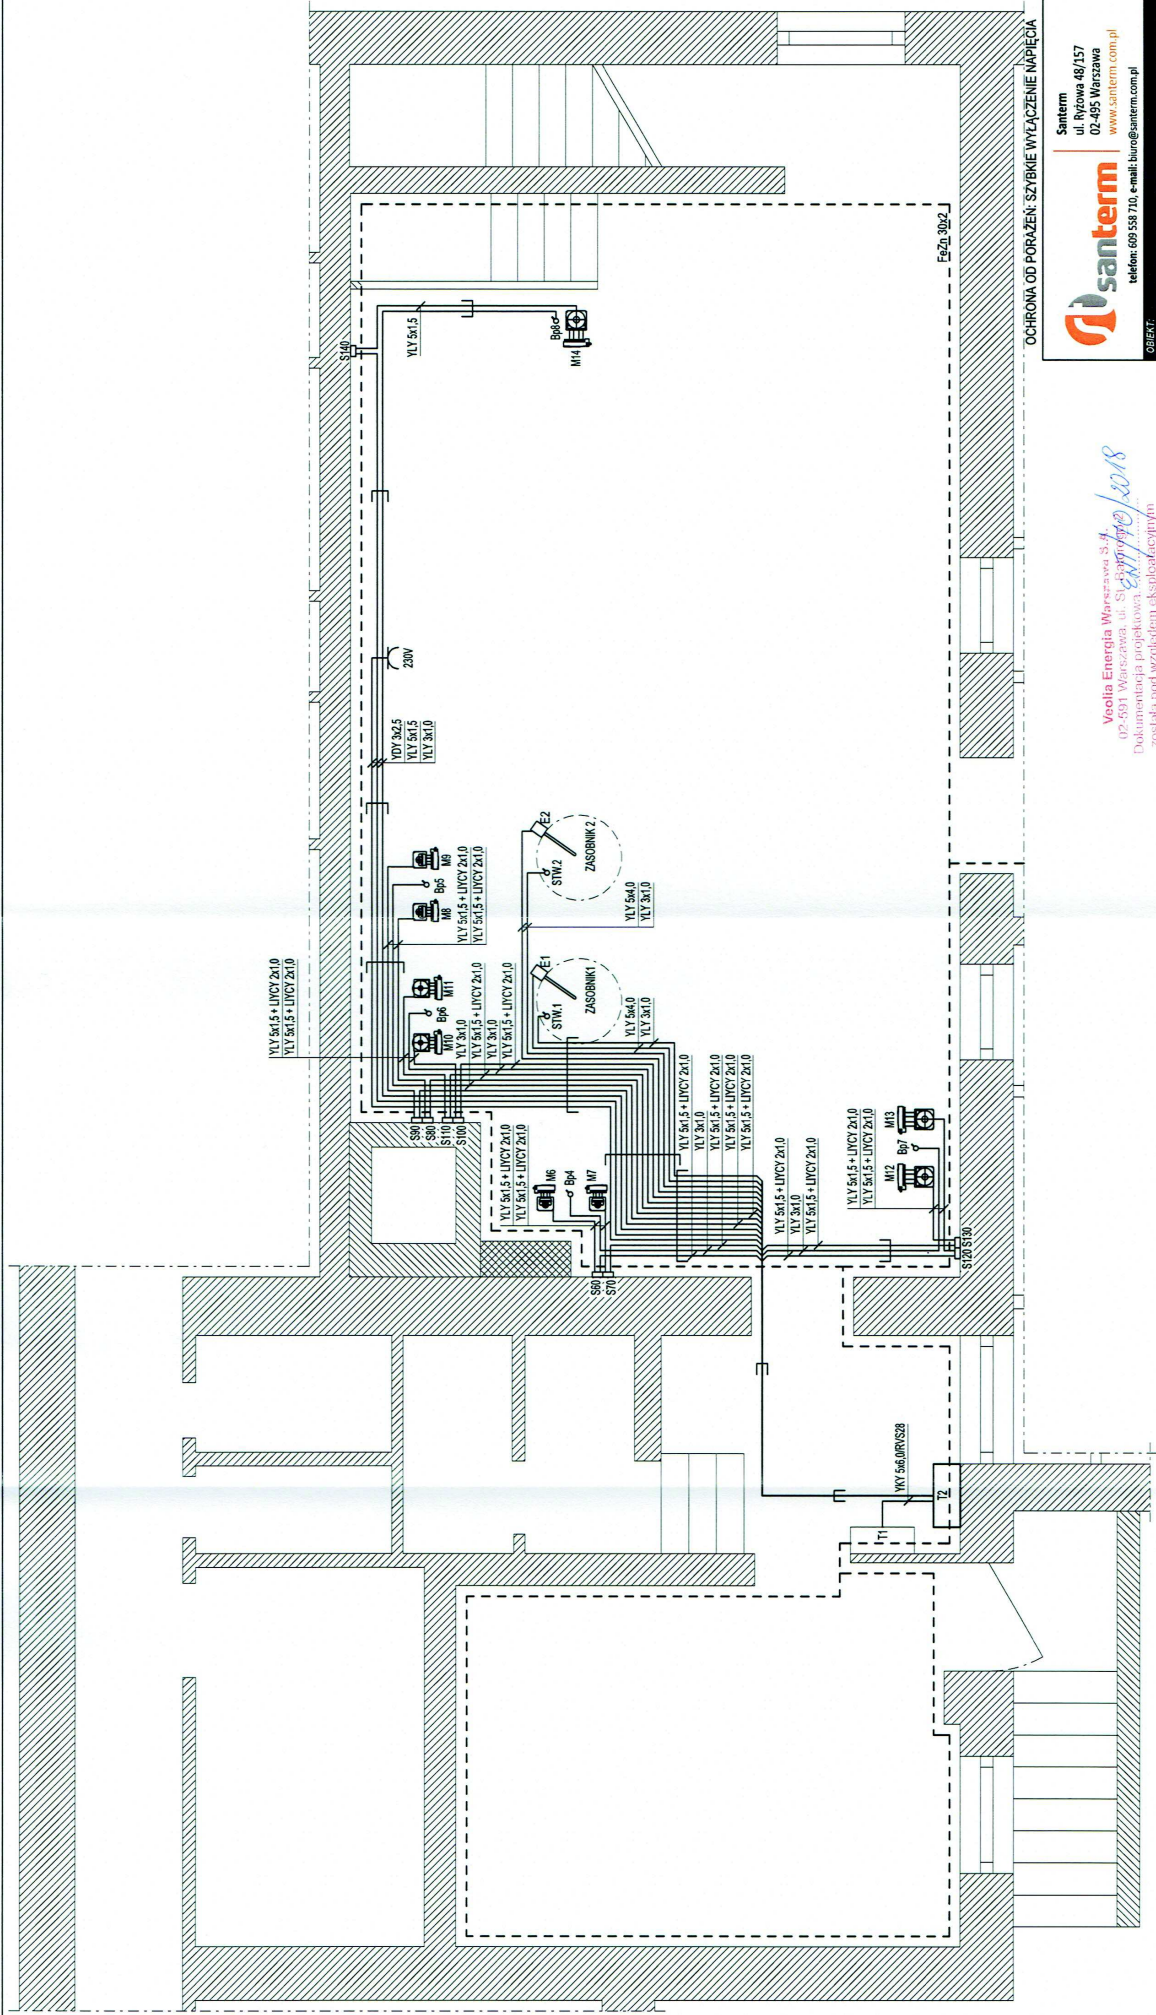 YLY 5x1,5 + LIYCY 2x1,0
YLY 5x1,5 + LIYCY 2x1,0
S90
S80
S110
S100
M10
Bp6
M11
YLY 3x1,0
YLY 5x1,5 + LIYCY 2x1,0
YLY 3x1,0
YLY 5x1,5 + LIYCY 2x1,0
M8
Bp5
M9
YLY 5x1,5 + LIYCY 2x1,0
YLY 5x1,5 + LIYCY 2x1,0
YDY 3x2,5
YLY 5x1,5
YLY 3x1,0
230V
S140
YLY 5x1,5
Bp8
M14
FeZn 30x2
YLY 5x1,5 + LIYCY 2x1,0
YLY 5x1,5 + LIYCY 2x1,0
M6
Bp4
M7
S60
S70
STW.1
E1
ZASOBNIK1
STW.2
E2
ZASOBNIK 2
YLY 5x4,0
YLY 3x1,0
YLY 5x4,0
YLY 3x1,0
YLY 5x1,5 + LIYCY 2x1,0
YLY 3x1,0
YLY 5x1,5 + LIYCY 2x1,0
YLY 5x1,5 + LIYCY 2x1,0
YLY 5x1,5 + LIYCY 2x1,0
YLY 5x1,5 + LIYCY 2x1,0
YLY 3x1,0
YLY 5x1,5 + LIYCY 2x1,0
YLY 5x1,5 + LIYCY 2x1,0
YLY 5x1,5 + LIYCY 2x1,0
M12
Bp7
M13
S120 S130
YKY 5x6,0/RVS28
T1
T2
OCHRONA OD PORAŻEŃ: SZYBKIE WYŁĄCZENIE NAPIĘCIA
santerm
Santerm
ul. Ryżowa 48/157
02-495 Warszawa
www.santerm.com.pl
telefon: 609 558 710, e-mail: biuro@santerm.com.pl
OBIEKT:
Veolia Energia Warszawa S.A.
02-591 Warszawa, ul. St. Batorego 2
Dokumentacja projektowa
/2018
została pod względem eksploatacyjnym